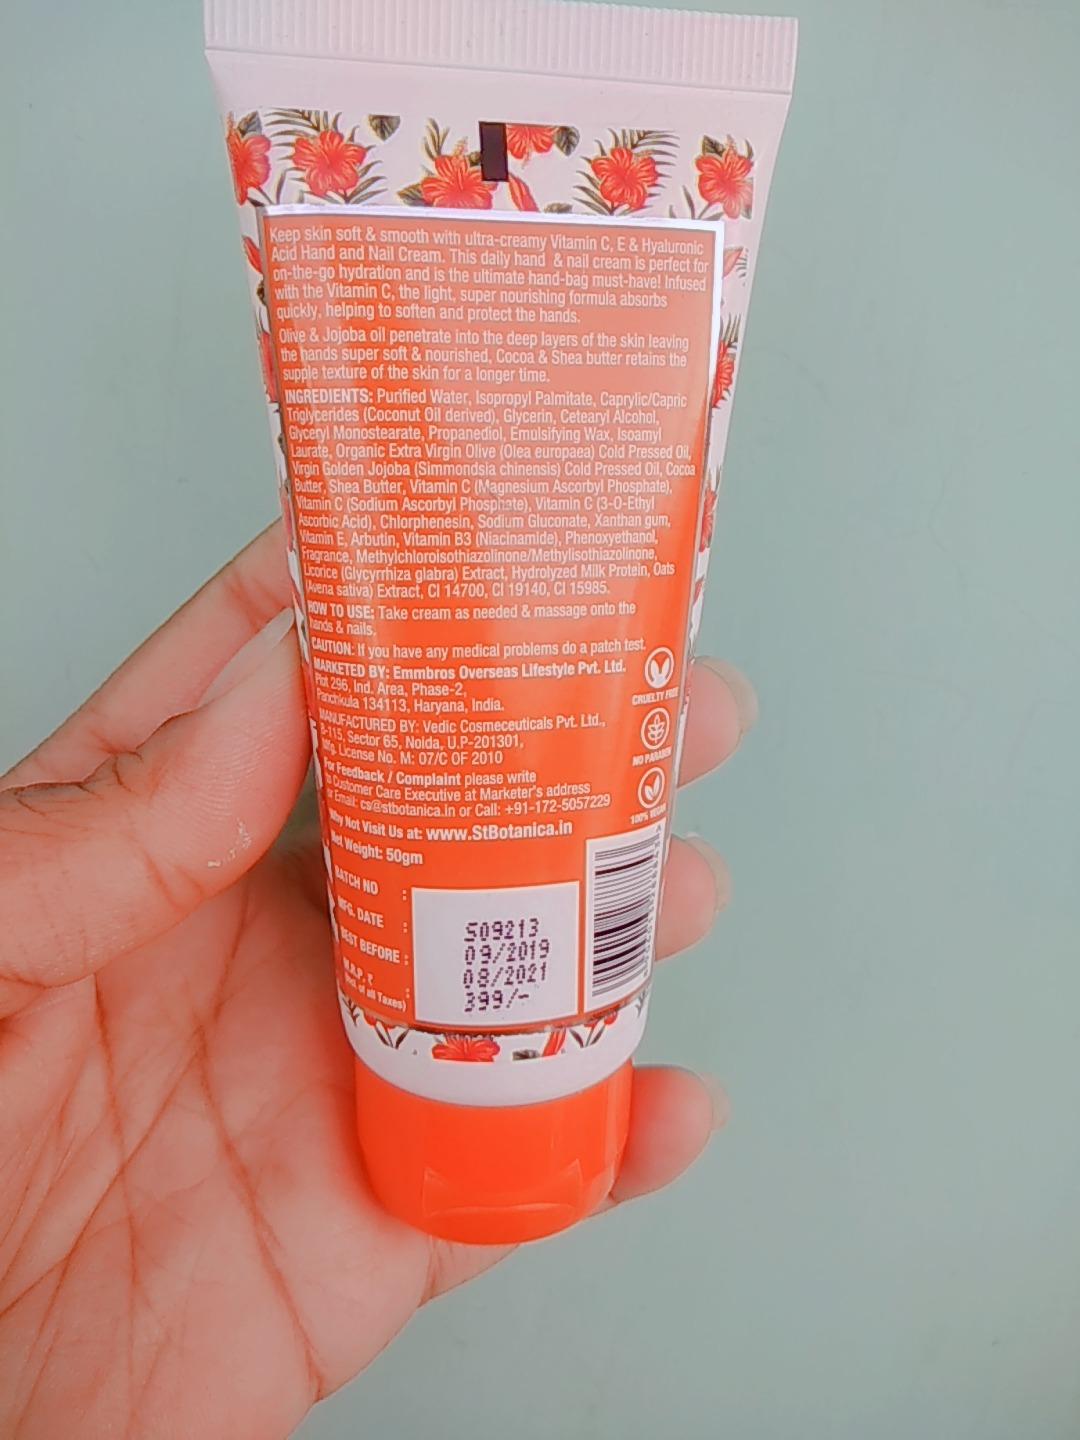 Keep skin soft & smooth with ultra-creamy Vitamin C, E & Hyaluronic
Acid Hand and Nail Cream. This daily hand & nail cream is perfect for
on-the-go hydration and is the ultimate hand-bag must-have! Infused
with the Vitamin C, the light, super nourishing formula absorbs
quickly, helping to soften and protect the hands.
Olive & Jojoba oil penetrate into the deep layers of the skin leaving
the hands super soft & nourished, Cocoa & Shea butter retains the
supple texture of the skin for a longer time.
INGREDIENTS: Purified Water, Isopropyl Palmitate, Caprylic/Capric
Triglycerides (Coconut Oil derived), Glycerin, Cetearyl Alcohol,
Glyceryl Monostearate, Propanediol, Emulsifying Wax, Isoamyl
Laurate, Organic Extra Virgin Olive (Olea europaea) Cold Pressed Oil,
Virgin Golden Jojoba (Simmondsia chinensis) Cold Pressed Oil, Cocoa
Butter, Shea Butter, Vitamin C (Magnesium Ascorbyl Phosphate),
Vitamin C (Sodium Ascorbyl Phosphate), Vitamin C (3-O-Ethyl
Ascorbic Acid), Chlorphenesin, Sodium Gluconate, Xanthan gum,
Vitamin E, Arbutin, Vitamin B3 (Niacinamide), Phenoxyethanol,
Fragrance, Methylchloroisothiazolinone/Methylisothiazolinone,
Licorice (Glycyrrhiza glabra) Extract, Hydrolyzed Milk Protein, Oats
(Avena sativa) Extract, CI 14700, CI 19140, CI 15985.
HOW TO USE: Take cream as needed & massage onto the
hands & nails.
CAUTION: If you have any medical problems do a patch test.
MARKETED BY: Emmbros Overseas Lifestyle Pvt. Ltd.
Plot 296, Ind. Area, Phase-2,
Panchkula 134113, Haryana, India.
CRUELTY FREE
MANUFACTURED BY: Vedic Cosmeceuticals Pvt. Ltd.,
B-115, Sector 65, Noida, U.P-201301,
Mfg. License No. M: 07/C OF 2010
NO PARABEN
For Feedback / Complaint please write
to Customer Care Executive at Marketer's address
or Email: cs@stbotanica.in or Call: +91-172-5057229
100% VEGAN
Why Not Visit Us at: www.StBotanica.in
Net Weight: 50gm
BATCH NO : S09213
MFG. DATE : 09/2019
BEST BEFORE : 08/2021
M.R.P. ₹ : 399/-
(Incl. of all Taxes)